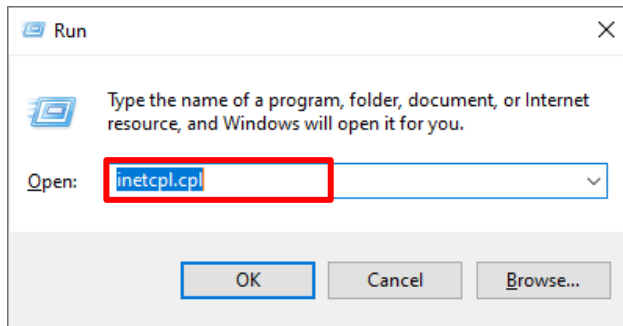 Run
Type the name of a program, folder, document, or Internet
resource, and Windows will open it for you.
Open: inetcpl.cpl
OK Cancel Browse...